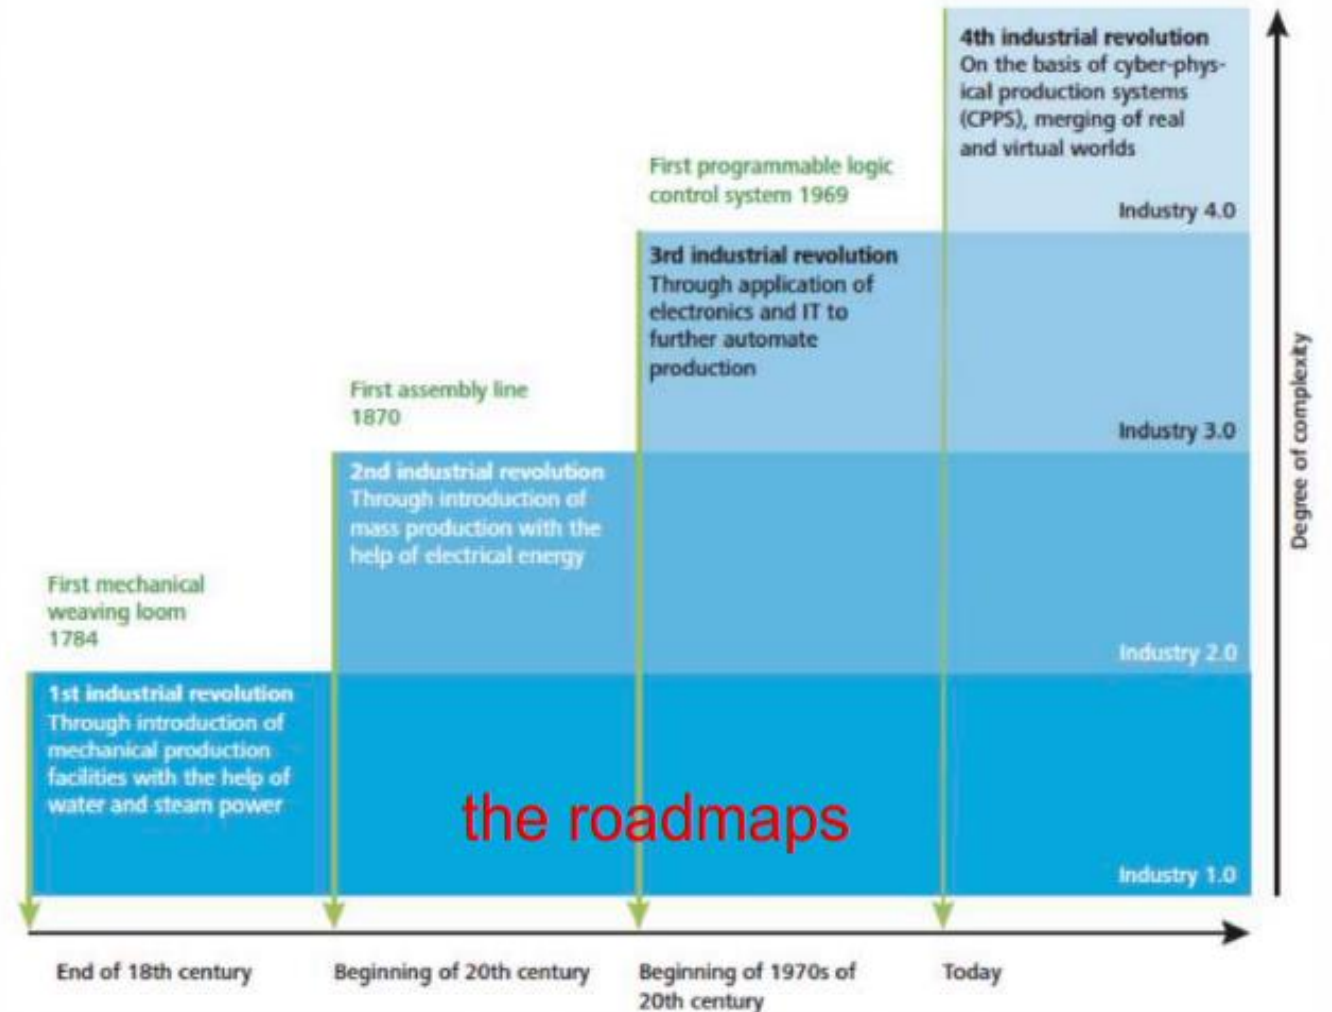 4th industrial revolution
On the basis of cyber-phys-
ical production systems
(CPPS), merging of real
and virtual worlds
Industry 4.0
First programmable logic
control system 1969
3rd industrial revolution
Through application of
electronics and IT to
further automate
production
Industry 3.0
First assembly line
1870
2nd industrial revolution
Through introduction of
mass production with the
help of electrical energy
Industry 2.0
First mechanical
weaving loom
1784
1st industrial revolution
Through introduction of
mechanical production
facilities with the help of
water and steam power
the roadmaps
Industry 1.0
Degree of complexity
End of 18th century
Beginning of 20th century
Beginning of 1970s of
20th century
Today